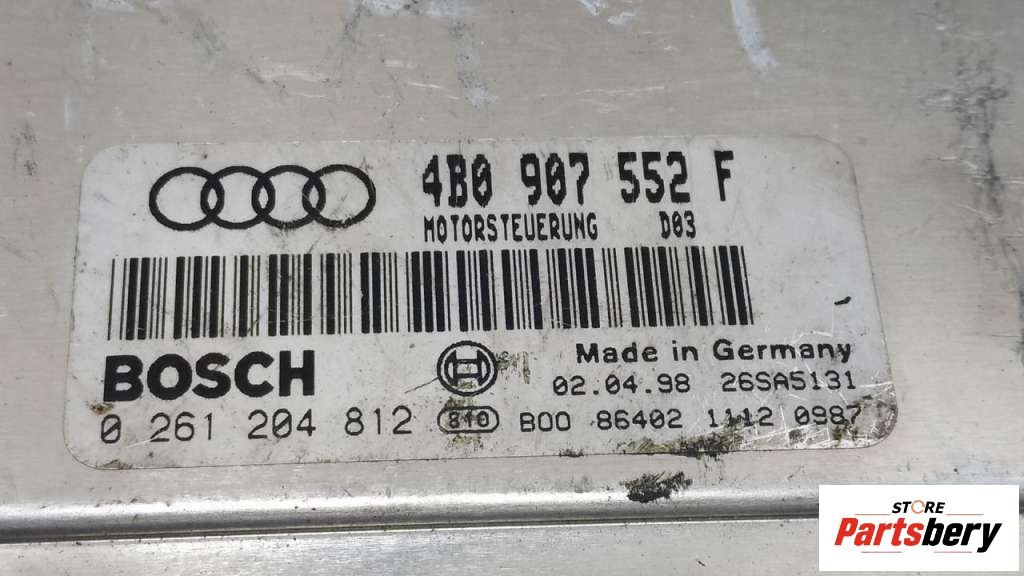 4B0 907 552 F
MOTORSTEUERUNG D03
BOSCH
Made in Germany
02.04.98 26SA5131
0 261 204 812 810 B00 86402 1112 0987
STORE
Partsbery